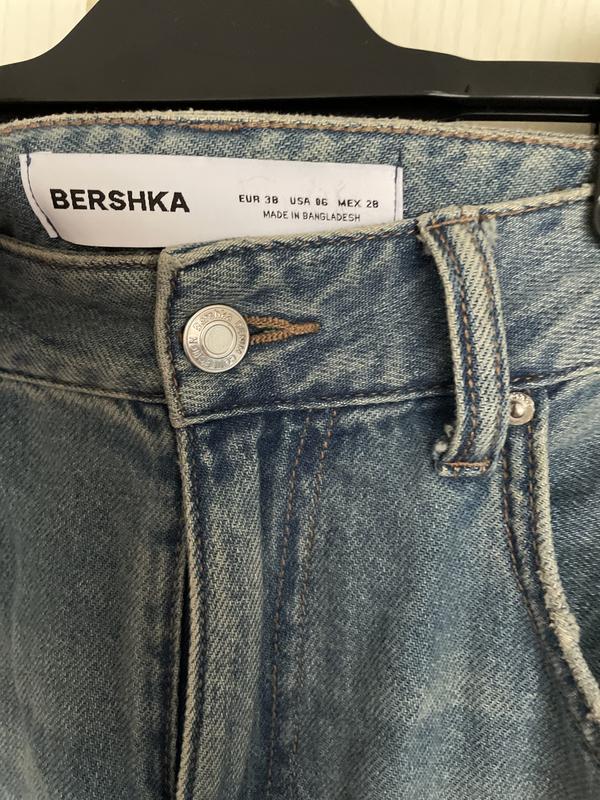 BERSHKA
EUR 38 USA 06 MEX 28
MADE IN BANGLADESH